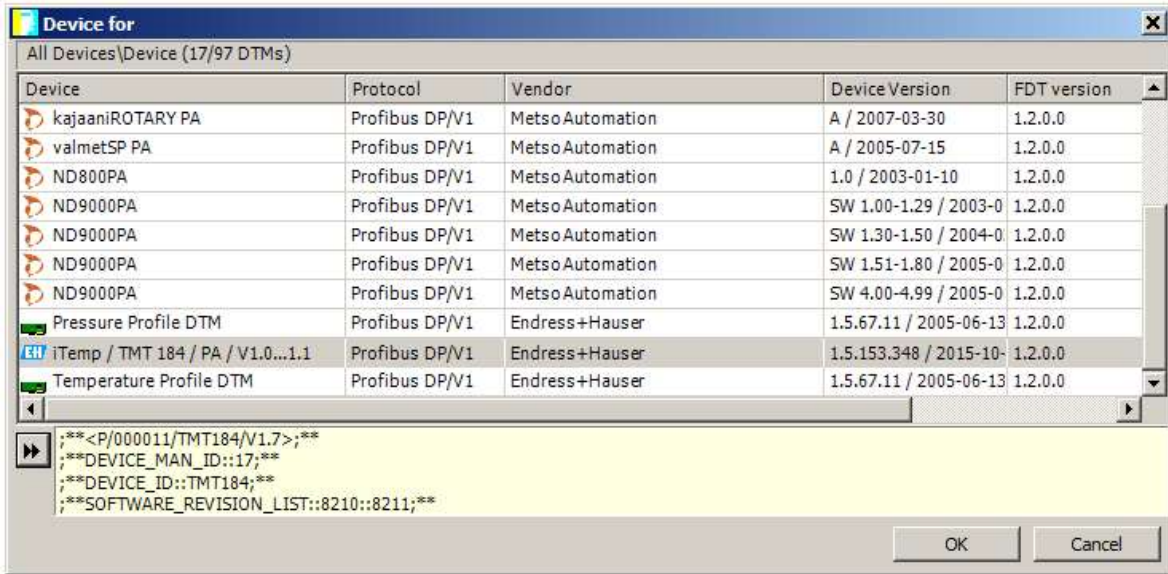 Device for
All Devices\Device (17/97 DTMs)
Device Protocol Vendor Device Version FDT version
kajaaniROTARY PA Profibus DP/V1 Metso Automation A / 2007-03-30 1.2.0.0
valmetSP PA Profibus DP/V1 Metso Automation A / 2005-07-15 1.2.0.0
ND800PA Profibus DP/V1 Metso Automation 1.0 / 2003-01-10 1.2.0.0
ND9000PA Profibus DP/V1 Metso Automation SW 1.00-1.29 / 2003-0 1.2.0.0
ND9000PA Profibus DP/V1 Metso Automation SW 1.30-1.50 / 2004-0 1.2.0.0
ND9000PA Profibus DP/V1 Metso Automation SW 1.51-1.80 / 2005-0 1.2.0.0
ND9000PA Profibus DP/V1 Metso Automation SW 4.00-4.99 / 2005-0 1.2.0.0
Pressure Profile DTM Profibus DP/V1 Endress+Hauser 1.5.67.11 / 2005-06-13 1.2.0.0
EH iTemp / TMT 184 / PA / V1.0...1.1 Profibus DP/V1 Endress+Hauser 1.5.153.348 / 2015-10- 1.2.0.0
Temperature Profile DTM Profibus DP/V1 Endress+Hauser 1.5.67.11 / 2005-06-13 1.2.0.0
;**<P/000011/TMT184/V1.7>;**
;**DEVICE_MAN_ID::17;**
;**DEVICE_ID::TMT184;**
;**SOFTWARE_REVISION_LIST::8210::8211;**
OK Cancel